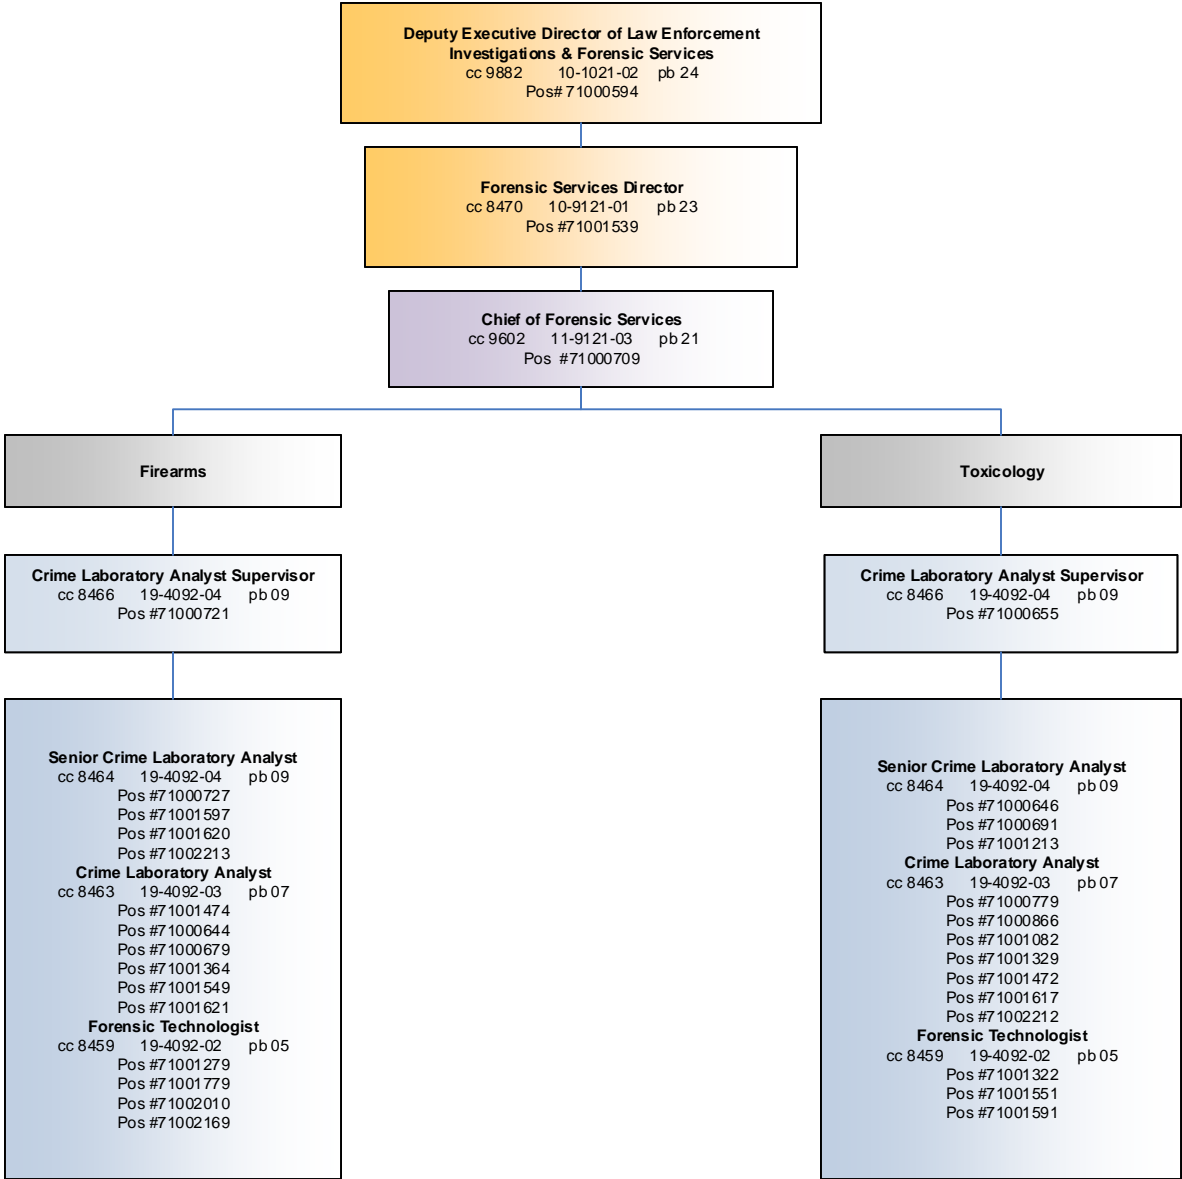 Deputy Executive Director of Law Enforcement
Investigations & Forensic Services
cc 9882 10-1021-02 pb 24
Pos# 71000594
Forensic Services Director
cc 8470 10-9121-01 pb 23
Pos #71001539
Chief of Forensic Services
cc 9602 11-9121-03 pb 21
Pos #71000709
Firearms
Crime Laboratory Analyst Supervisor
cc 8466 19-4092-04 pb 09
Pos #71000721
Senior Crime Laboratory Analyst
cc 8464 19-4092-04 pb 09
Pos #71000727
Pos #71001597
Pos #71001620
Pos #71002213
Crime Laboratory Analyst
cc 8463 19-4092-03 pb 07
Pos #71001474
Pos #71000644
Pos #71000679
Pos #71001364
Pos #71001549
Pos #71001621
Forensic Technologist
cc 8459 19-4092-02 pb 05
Pos #71001279
Pos #71001779
Pos #71002010
Pos #71002169
Toxicology
Crime Laboratory Analyst Supervisor
cc 8466 19-4092-04 pb 09
Pos #71000655
Senior Crime Laboratory Analyst
cc 8464 19-4092-04 pb 09
Pos #71000646
Pos #71000691
Pos #71001213
Crime Laboratory Analyst
cc 8463 19-4092-03 pb 07
Pos #71000779
Pos #71000866
Pos #71001082
Pos #71001329
Pos #71001472
Pos #71001617
Pos #71002212
Forensic Technologist
cc 8459 19-4092-02 pb 05
Pos #71001322
Pos #71001551
Pos #71001591